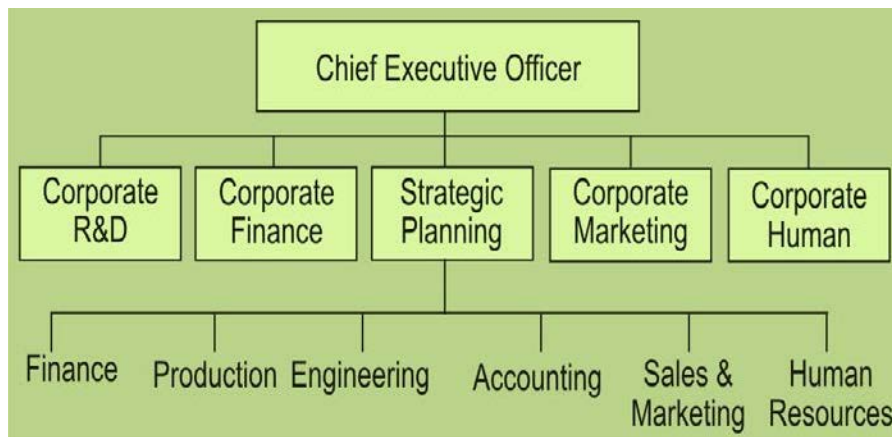 Chief Executive Officer
Corporate
R&D
Corporate
Finance
Strategic
Planning
Corporate
Marketing
Corporate
Human
Finance
Production
Engineering
Accounting
Sales &
Marketing
Human
Resources